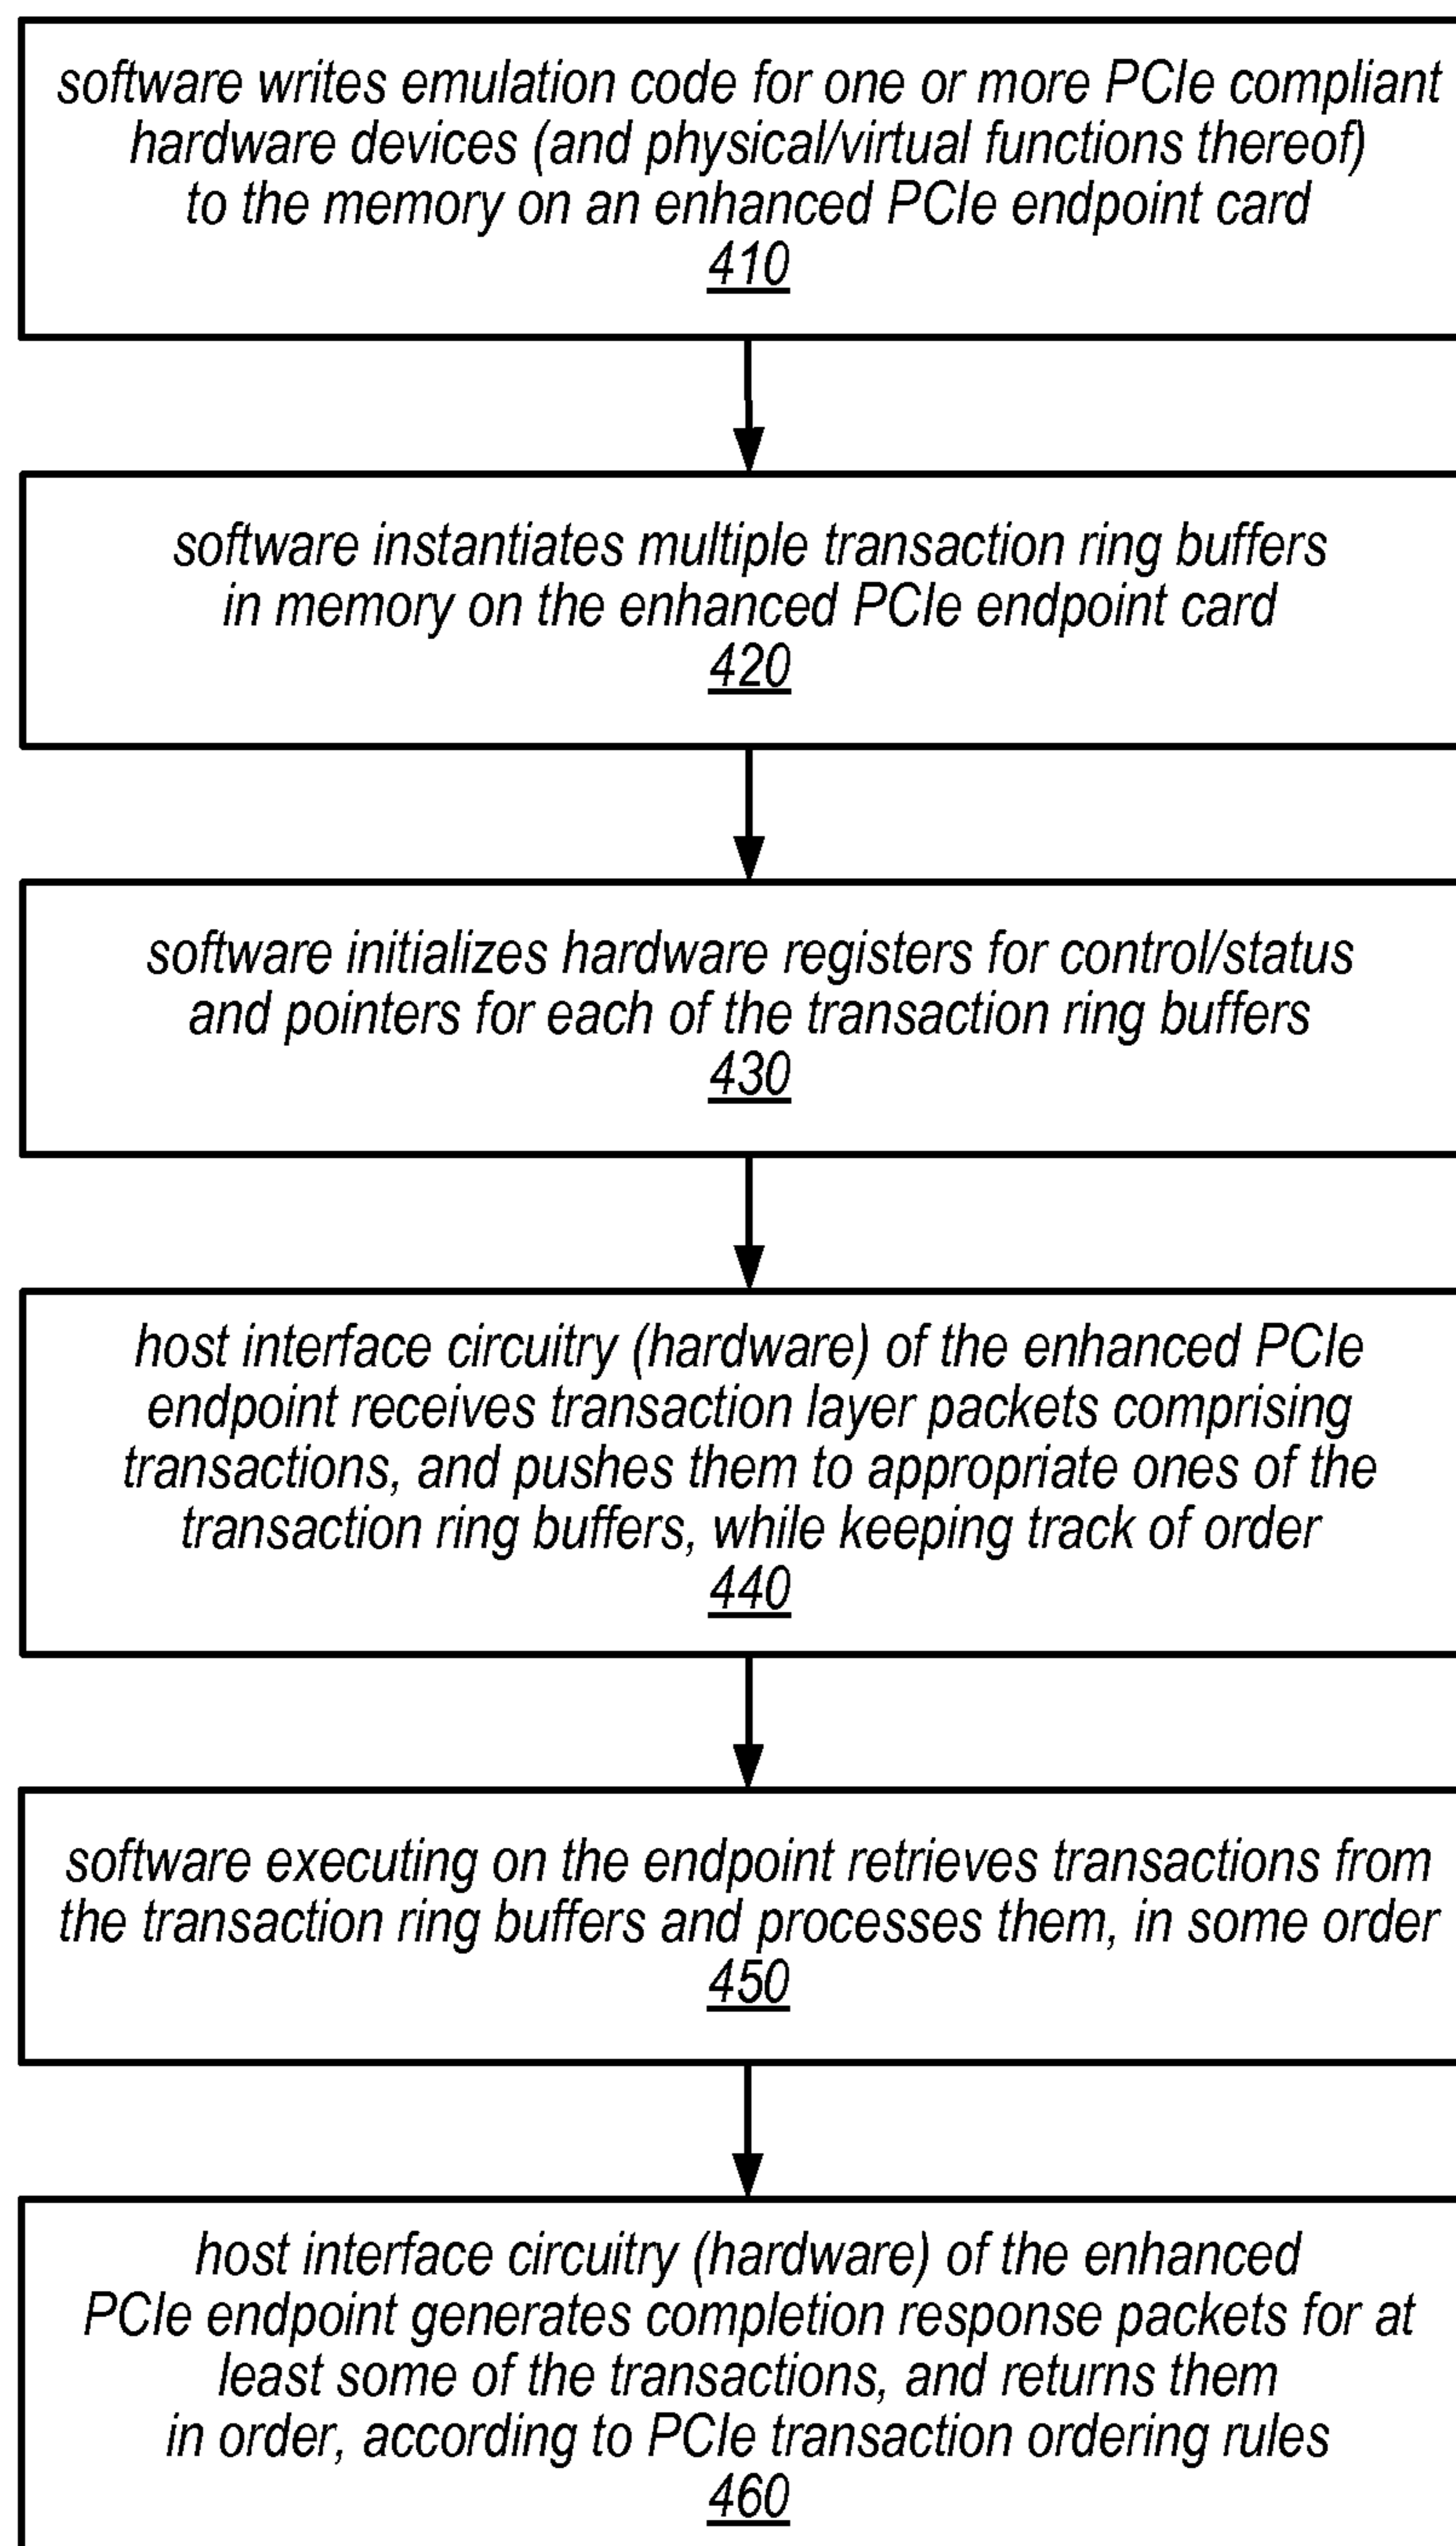 software writes emulation code for one or more PCIe compliant
hardware devices (and physical/virtual functions thereof)
to the memory on an enhanced PCIe endpoint card
410
software instantiates multiple transaction ring buffers
in memory on the enhanced PCIe endpoint card
420
software initializes hardware registers for control/status
and pointers for each of the transaction ring buffers
430
host interface circuitry (hardware) of the enhanced PCIe
endpoint receives transaction layer packets comprising
transactions, and pushes them to appropriate ones of the
transaction ring buffers, while keeping track of order
440
software executing on the endpoint retrieves transactions from
the transaction ring buffers and processes them, in some order
450
host interface circuitry (hardware) of the enhanced
PCIe endpoint generates completion response packets for at
least some of the transactions, and returns them
in order, according to PCIe transaction ordering rules
460